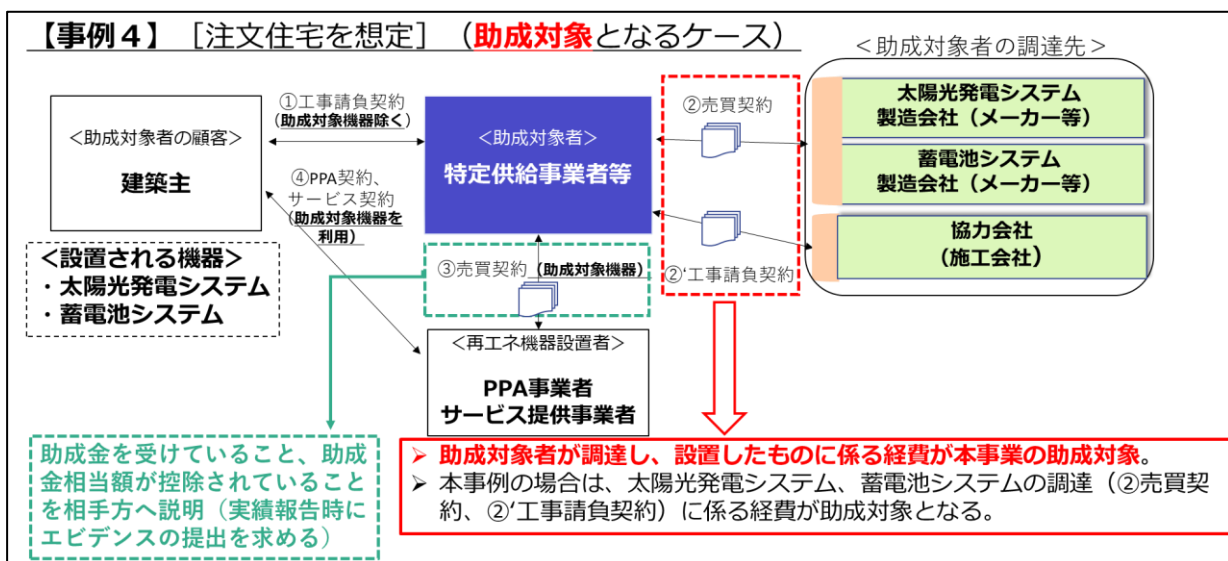 【事例４】［注文住宅を想定］（助成対象となるケース）
＜助成対象者の調達先＞
①工事請負契約
（助成対象機器除く）
②売買契約
太陽光発電システム
製造会社（メーカー等）
＜助成対象者の顧客＞
建築主
＜助成対象者＞
特定供給事業者等
蓄電池システム
製造会社（メーカー等）
④PPA契約、
サービス契約
（助成対象機器を
利用）
協力会社
（施工会社）
＜設置される機器＞
・太陽光発電システム
・蓄電池システム
③売買契約（助成対象機器）
②‘工事請負契約
＜再エネ機器設置者＞
PPA事業者
サービス提供事業者
助成金を受けていること、助成
金相当額が控除されていること
を相手方へ説明（実績報告時に
エビデンスの提出を求める）
➢ 助成対象者が調達し、設置したものに係る経費が本事業の助成対象。
➢ 本事例の場合は、太陽光発電システム、蓄電池システムの調達（②売買契
約、②‘工事請負契約）に係る経費が助成対象となる。